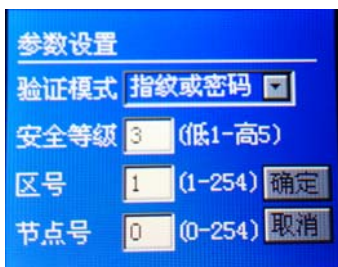 参数设置
验证模式 指纹或密码
安全等级 3 (低1-高5)
区号 1 (1-254) 确定
节点号 0 (0-254) 取消